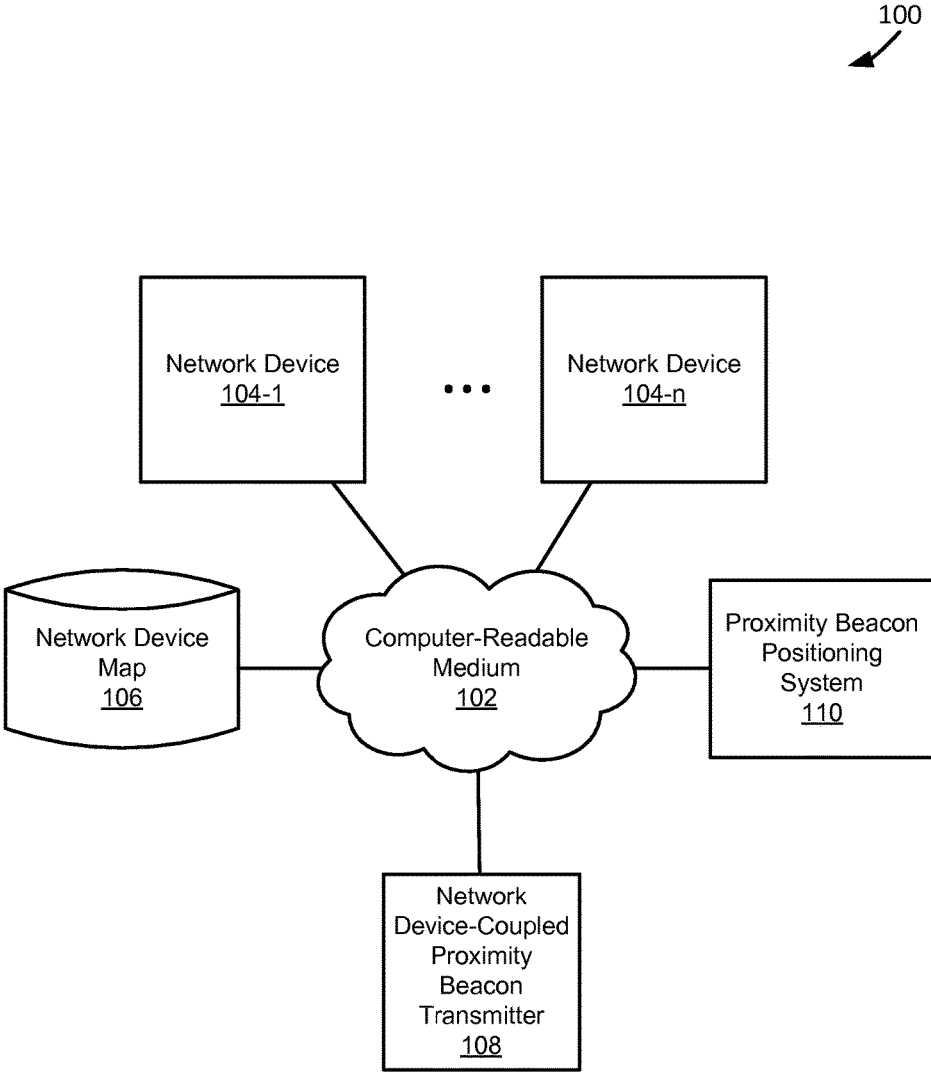 100
Network Device
104-1
...
Network Device
104-n
Network Device
Map
106
Computer-Readable
Medium
102
Proximity Beacon
Positioning
System
110
Network
Device-Coupled
Proximity
Beacon
Transmitter
108